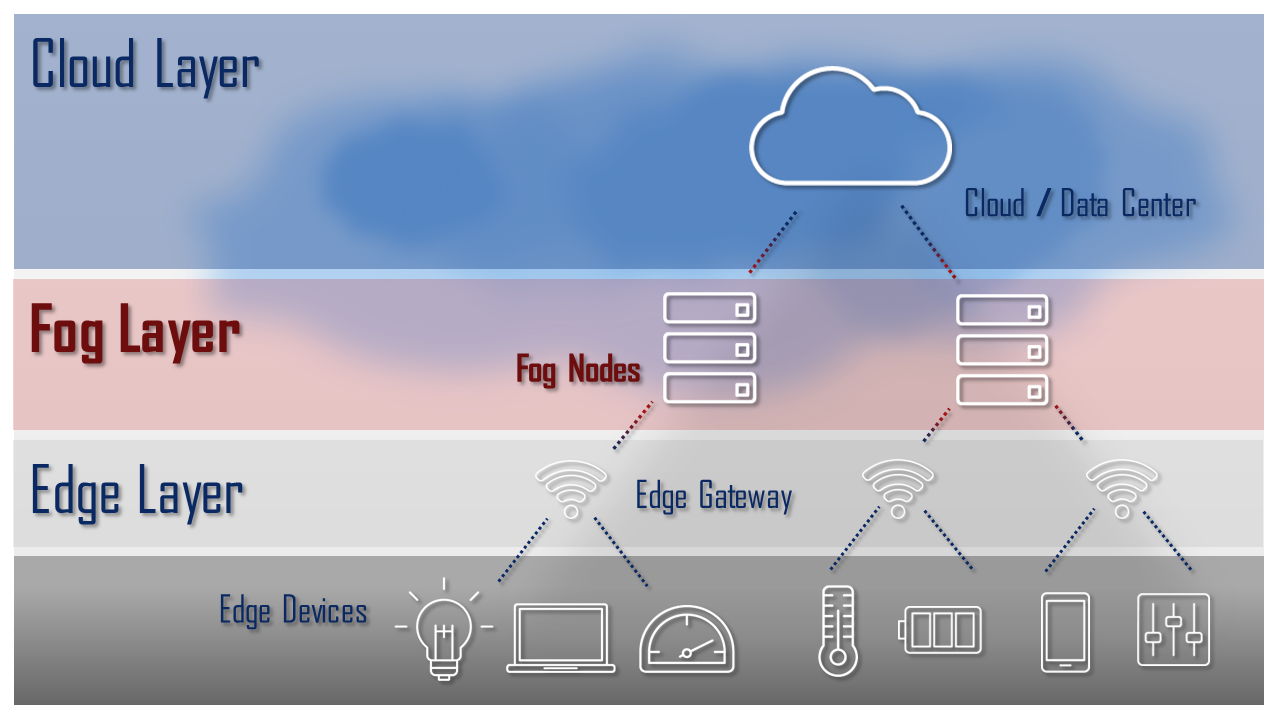 Cloud Layer
Cloud / Data Center
Fog Layer
Fog Nodes
Edge Layer
Edge Gateway
Edge Devices